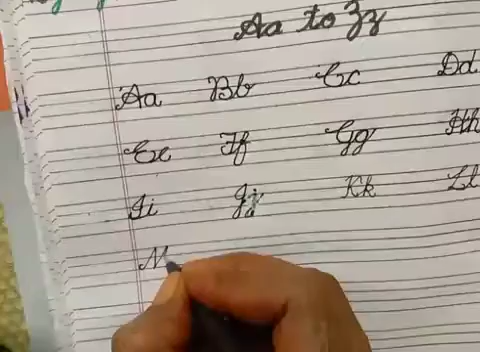 Aa to Zz
Aa Bb Cc Dd
Ee Ff Gg Hh
Ii Jj Kk Ll